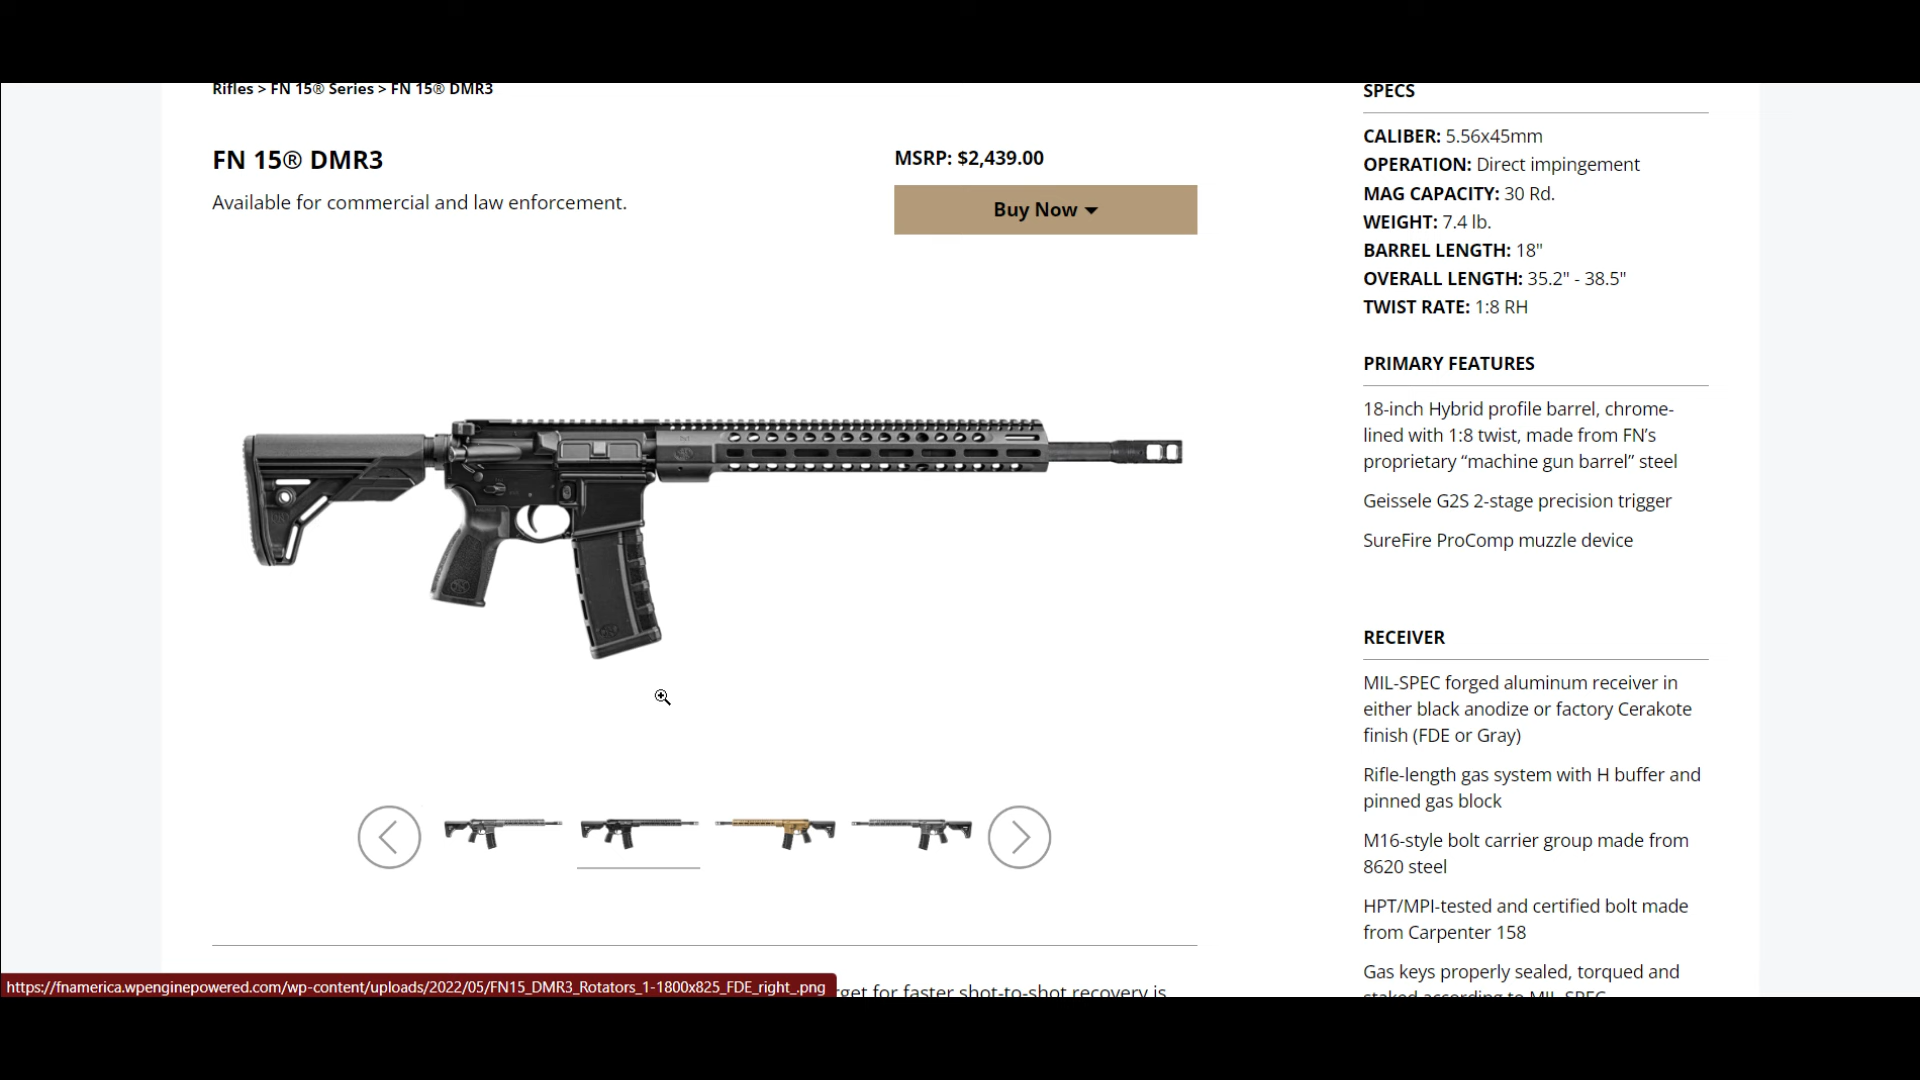 Rifles > FN 15® Series > FN 15® DMR3
FN 15® DMR3
Available for commercial and law enforcement.
MSRP: $2,439.00
Buy Now
SPECS
CALIBER: 5.56x45mm
OPERATION: Direct impingement
MAG CAPACITY: 30 Rd.
WEIGHT: 7.4 lb.
BARREL LENGTH: 18"
OVERALL LENGTH: 35.2" - 38.5"
TWIST RATE: 1:8 RH
PRIMARY FEATURES
18-inch Hybrid profile barrel, chrome-
lined with 1:8 twist, made from FN’s
proprietary “machine gun barrel” steel
Geissele G2S 2-stage precision trigger
SureFire ProComp muzzle device
RECEIVER
MIL-SPEC forged aluminum receiver in
either black anodize or factory Cerakote
finish (FDE or Gray)
Rifle-length gas system with H buffer and
pinned gas block
M16-style bolt carrier group made from
8620 steel
HPT/MPI-tested and certified bolt made
from Carpenter 158
Gas keys properly sealed, torqued and
staked according to MIL-SPEC
for faster shot-to-shot recovery is
https://fnamerica.wpenginepowered.com/wp-content/uploads/2022/05/FN15_DMR3_Rotators_1-1800x825_FDE_right_.png